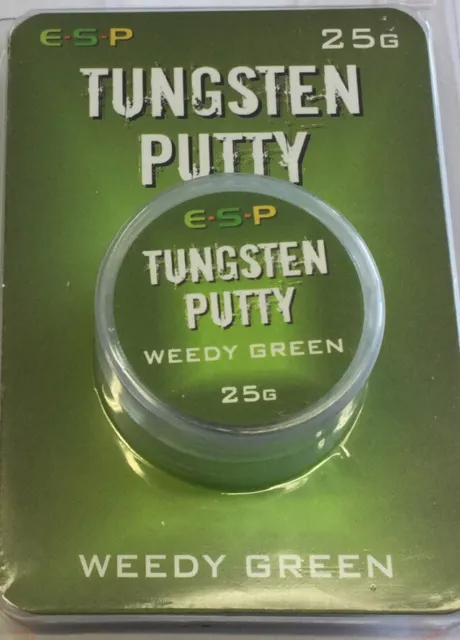 E-S-P 25G
TUNGSTEN
PUTTY
E-S-P
TUNGSTEN
PUTTY
WEEDY GREEN
25G
WEEDY GREEN